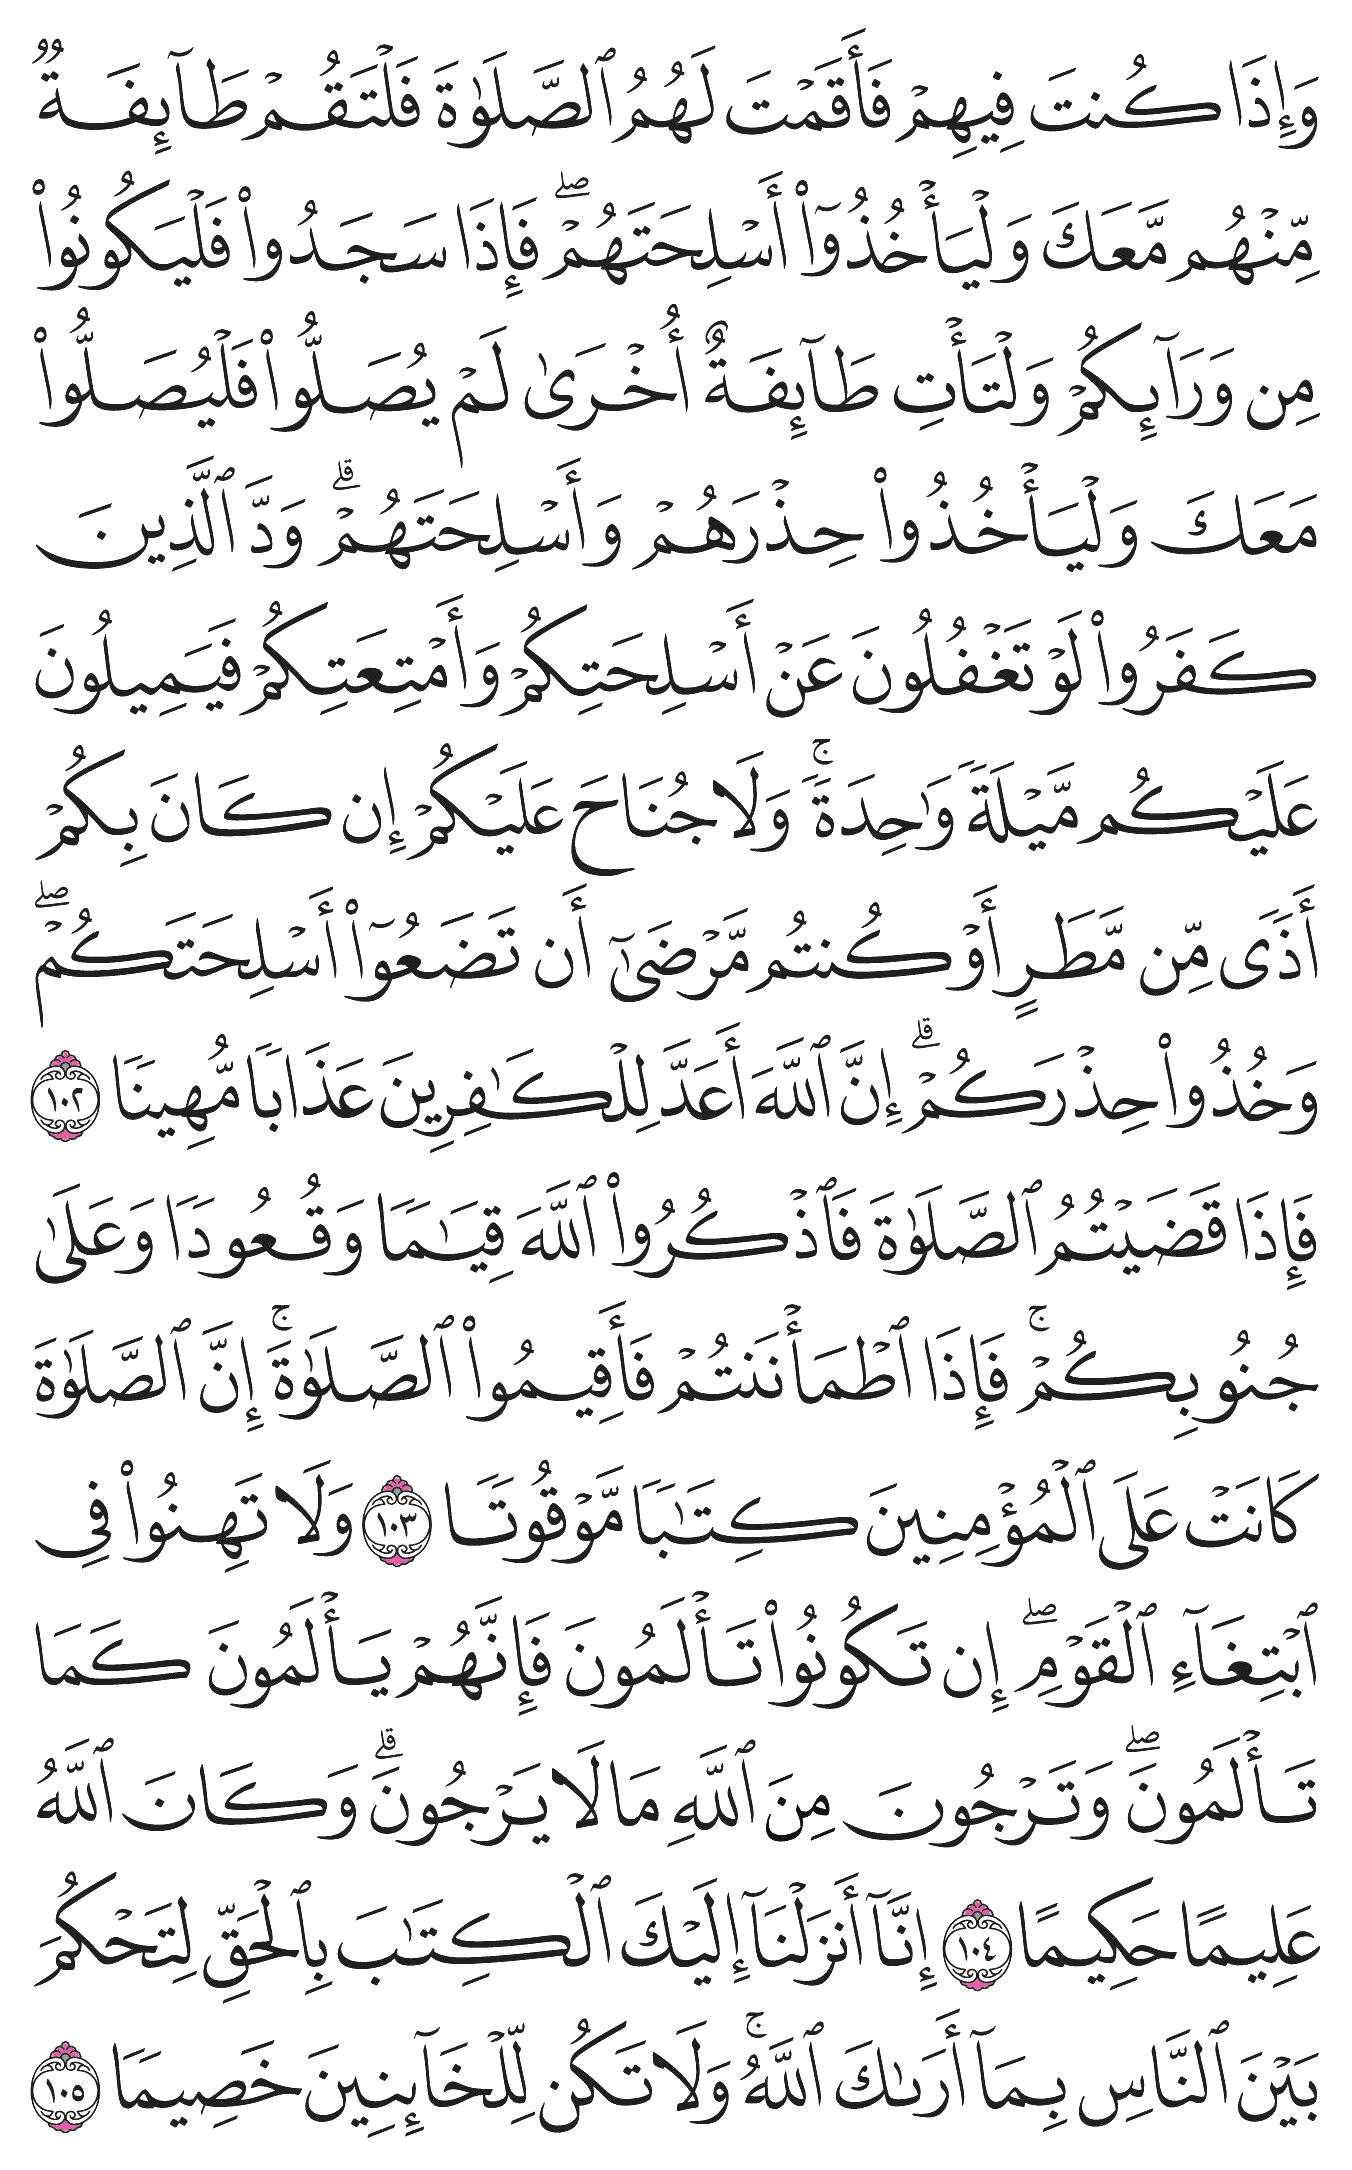 وَإِذَا كُنتَ فِيهِمۡ فَأَقَمۡتَ لَهُمُ ٱلصَّلَوٰةَ فَلۡتَقُمۡ طَآئِفَةٞ
مِّنۡهُم مَّعَكَ وَلۡيَأۡخُذُوٓاْ أَسۡلِحَتَهُمۡۖ فَإِذَا سَجَدُواْ فَلۡيَكُونُواْ
مِن وَرَآئِكُمۡ وَلۡتَأۡتِ طَآئِفَةٌ أُخۡرَىٰ لَمۡ يُصَلُّواْ فَلۡيُصَلُّواْ
مَعَكَ وَلۡيَأۡخُذُواْ حِذۡرَهُمۡ وَأَسۡلِحَتَهُمۡۗ وَدَّ ٱلَّذِينَ
كَفَرُواْ لَوۡ تَغۡفُلُونَ عَنۡ أَسۡلِحَتِكُمۡ وَأَمۡتِعَتِكُمۡ فَيَمِيلُونَ
عَلَيۡكُم مَّيۡلَةٗ وَٰحِدَةٗۚ وَلَا جُنَاحَ عَلَيۡكُمۡ إِن كَانَ بِكُمۡ
أَذٗى مِّن مَّطَرٍ أَوۡ كُنتُم مَّرۡضَىٰٓ أَن تَضَعُوٓاْ أَسۡلِحَتَكُمۡۖ
وَخُذُواْ حِذۡرَكُمۡۗ إِنَّ ٱللَّهَ أَعَدَّ لِلۡكَٰفِرِينَ عَذَابٗا مُّهِينٗا ١٠٢
فَإِذَا قَضَيۡتُمُ ٱلصَّلَوٰةَ فَٱذۡكُرُواْ ٱللَّهَ قِيَٰمٗا وَقُعُودٗا وَعَلَىٰ
جُنُوبِكُمۡۚ فَإِذَا ٱطۡمَأۡنَنتُمۡ فَأَقِيمُواْ ٱلصَّلَوٰةَۚ إِنَّ ٱلصَّلَوٰةَ
كَانَتۡ عَلَى ٱلۡمُؤۡمِنِينَ كِتَٰبٗا مَّوۡقُوتٗا ١٠٣ وَلَا تَهِنُواْ فِي
ٱبۡتِغَآءِ ٱلۡقَوۡمِۖ إِن تَكُونُواْ تَأۡلَمُونَ فَإِنَّهُمۡ يَأۡلَمُونَ كَمَا
تَأۡلَمُونَۖ وَتَرۡجُونَ مِنَ ٱللَّهِ مَا لَا يَرۡجُونَۗ وَكَانَ ٱللَّهُ
عَلِيمًا حَكِيمًا ١٠٤ إِنَّآ أَنزَلۡنَآ إِلَيۡكَ ٱلۡكِتَٰبَ بِٱلۡحَقِّ لِتَحۡكُمَ
بَيۡنَ ٱلنَّاسِ بِمَآ أَرَىٰكَ ٱللَّهُۚ وَلَا تَكُن لِّلۡخَآئِنِينَ خَصِيمٗا ١٠٥